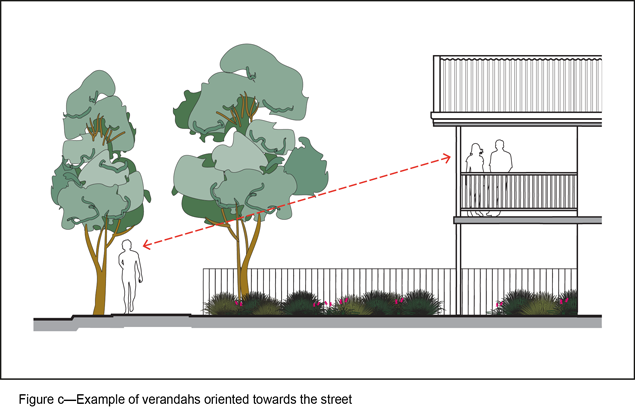 Figure c—Example of verandahs oriented towards the street